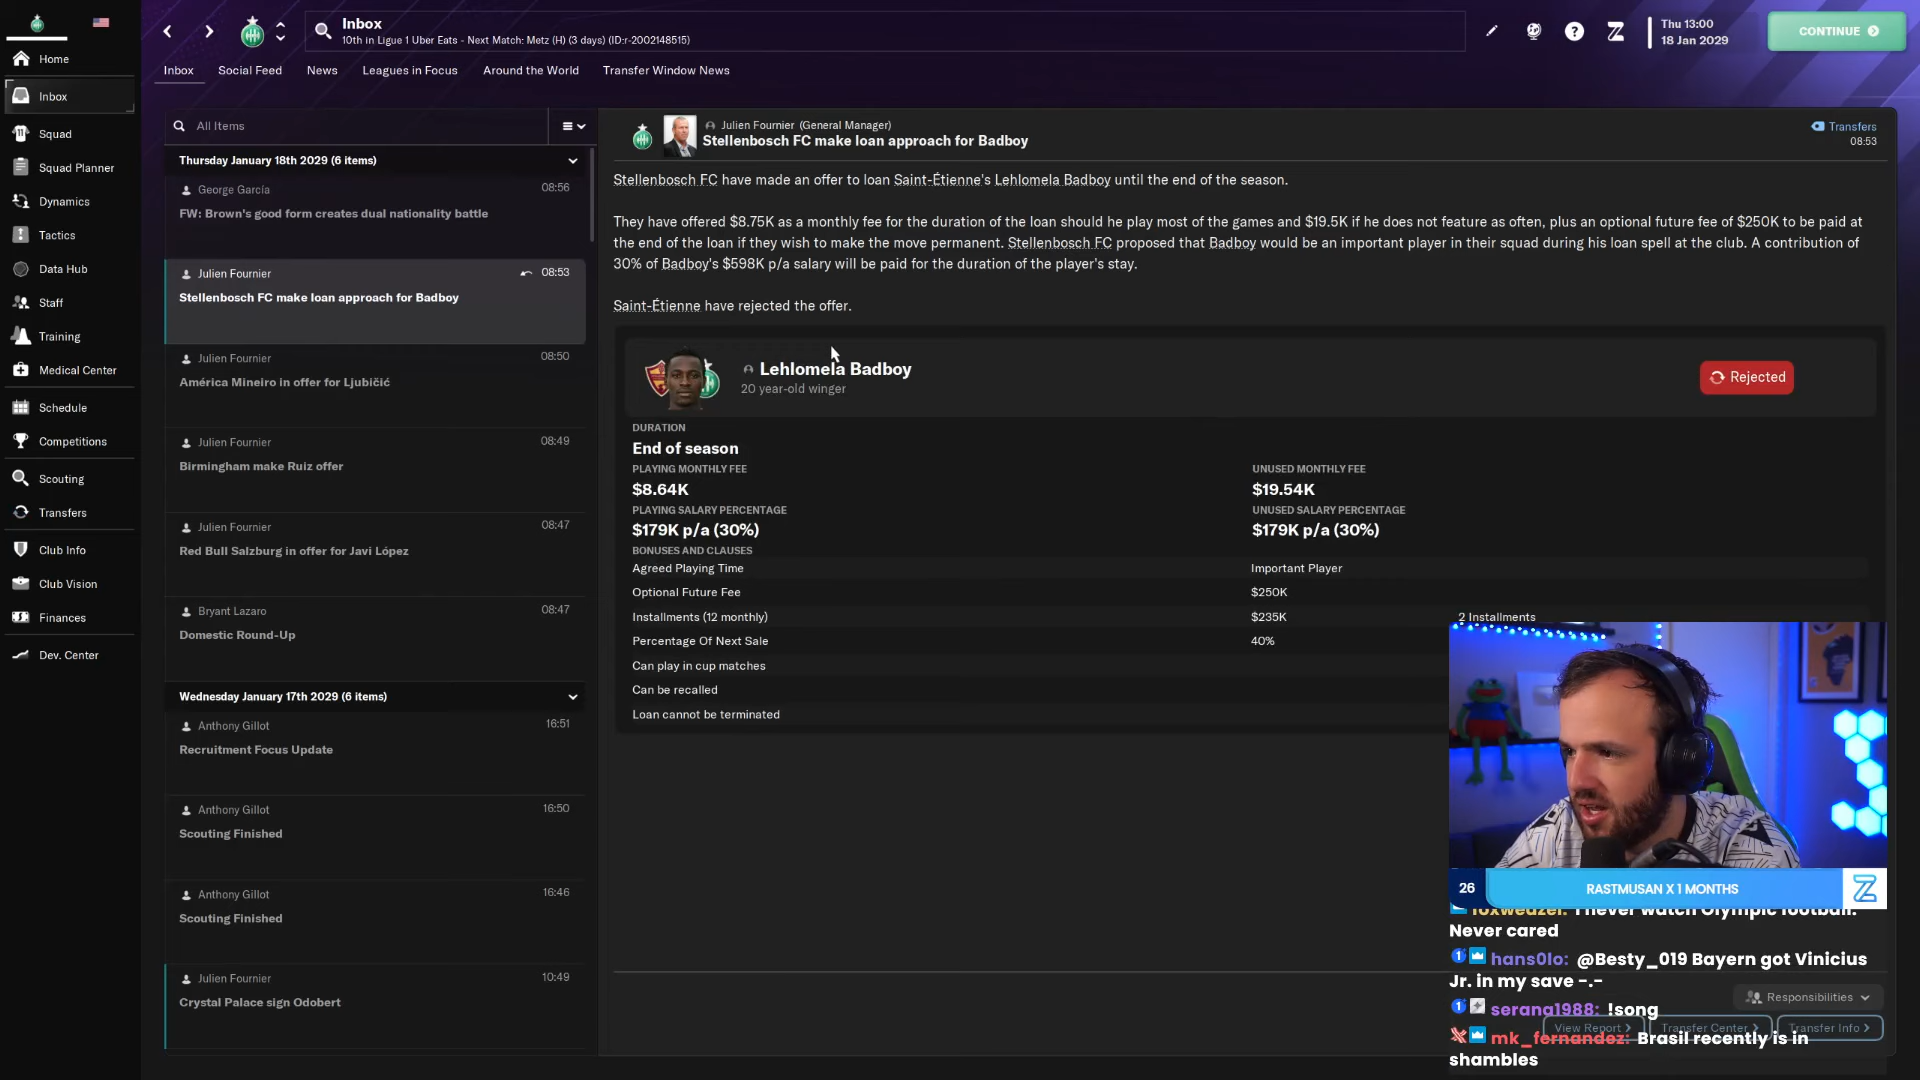 Inbox
10th in Ligue 1 Uber Eats - Next Match: Metz (H) (3 days) (ID:r-2002148515)
Thu 13:00
18 Jan 2029
CONTINUE
Home
Inbox
Squad
Squad Planner
Dynamics
Tactics
Data Hub
Staff
Training
Medical Center
Schedule
Competitions
Scouting
Transfers
Club Info
Club Vision
Finances
Dev. Center
Inbox Social Feed News Leagues in Focus Around the World Transfer Window News
All Items
Thursday January 18th 2029 (6 items)
George García 08:56
FW: Brown's good form creates dual nationality battle
Julien Fournier 08:53
Stellenbosch FC make loan approach for Badboy
Julien Fournier 08:50
América Mineiro in offer for Ljubičić
Julien Fournier 08:49
Birmingham make Ruiz offer
Julien Fournier 08:47
Red Bull Salzburg in offer for Javi López
Bryant Lazaro 08:47
Domestic Round-Up
Wednesday January 17th 2029 (6 items)
Anthony Gillot 16:51
Recruitment Focus Update
Anthony Gillot 16:50
Scouting Finished
Anthony Gillot 16:46
Scouting Finished
Julien Fournier 10:49
Crystal Palace sign Odobert
Julien Fournier (General Manager)
Stellenbosch FC make loan approach for Badboy
Transfers
08:53
Stellenbosch FC have made an offer to loan Saint-Étienne's Lehlomela Badboy until the end of the season.
They have offered $8.75K as a monthly fee for the duration of the loan should he play most of the games and $19.5K if he does not feature as often, plus an optional future fee of $250K to be paid at
the end of the loan if they wish to make the move permanent. Stellenbosch FC proposed that Badboy would be an important player in their squad during his loan spell at the club. A contribution of
30% of Badboy's $598K p/a salary will be paid for the duration of the player's stay.
Saint-Étienne have rejected the offer.
Lehlomela Badboy
20 year-old winger
Rejected
DURATION
End of season
PLAYING MONTHLY FEE UNUSED MONTHLY FEE
$8.64K $19.54K
PLAYING SALARY PERCENTAGE UNUSED SALARY PERCENTAGE
$179K p/a (30%) $179K p/a (30%)
BONUSES AND CLAUSES
Agreed Playing Time Important Player
Optional Future Fee $250K
Installments (12 monthly) $235K 2 Installments
Percentage Of Next Sale 40%
Can play in cup matches
Can be recalled
Loan cannot be terminated
26 RASTMUSAN X 1 MONTHS
foxweazel: I never watch Olympic football.
Never cared
hans0lo: @Besty_019 Bayern got Vinicius
Jr. in my save -.-
Responsibilities
serang1988: !song
View Report Transfer Center Transfer Info
mk_fernandez: Brasil recently is in
shambles